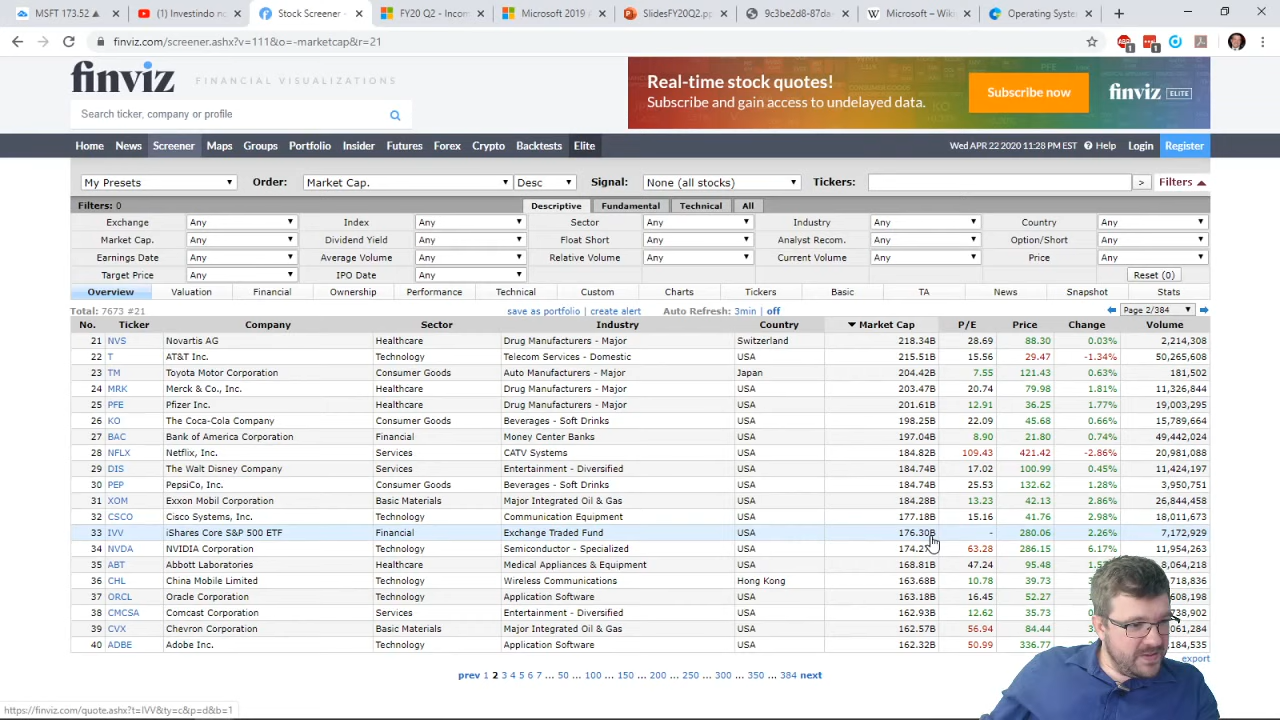 MSFT 173.52
(1) Investindo n
Stock Screener -
FY20 Q2 - Incom
Microsoft 2019 A
SlidesFY20Q2.pp
9c3be2d8-87da-
Microsoft – Wiki
Operating System
finviz.com/screener.ashx?v=111&o=-marketcap&r=21
finviz FINANCIAL VISUALIZATIONS
Search ticker, company or profile
Real-time stock quotes!
Subscribe and gain access to undelayed data.
Subscribe now
finviz ELITE
Home News Screener Maps Groups Portfolio Insider Futures Forex Crypto Backtests Elite
Wed APR 22 2020 11:28 PM EST Help Login Register
My Presets Order: Market Cap. Desc Signal: None (all stocks) Tickers: > Filters
Filters: 0 Descriptive Fundamental Technical All
Exchange Any Index Any Sector Any Industry Any Country Any
Market Cap. Any Dividend Yield Any Float Short Any Analyst Recom. Any Option/Short Any
Earnings Date Any Average Volume Any Relative Volume Any Current Volume Any Price Any
Target Price Any IPO Date Any Reset (0)
Overview Valuation Financial Ownership Performance Technical Custom Charts Tickers Basic TA News Snapshot Stats
Total: 7673 #21 save as portfolio | create alert Auto Refresh: 3min | off Page 2/384
No. Ticker Company Sector Industry Country Market Cap P/E Price Change Volume
21 NVS Novartis AG Healthcare Drug Manufacturers - Major Switzerland 218.34B 28.69 88.30 0.03% 2,214,308
22 T AT&T Inc. Technology Telecom Services - Domestic USA 215.51B 15.56 29.47 -1.34% 50,265,608
23 TM Toyota Motor Corporation Consumer Goods Auto Manufacturers - Major Japan 204.42B 7.55 121.43 0.63% 181,502
24 MRK Merck & Co., Inc. Healthcare Drug Manufacturers - Major USA 203.47B 20.74 79.98 1.81% 11,326,844
25 PFE Pfizer Inc. Healthcare Drug Manufacturers - Major USA 201.61B 12.91 36.25 1.77% 19,003,295
26 KO The Coca-Cola Company Consumer Goods Beverages - Soft Drinks USA 198.25B 22.09 45.68 0.66% 15,789,664
27 BAC Bank of America Corporation Financial Money Center Banks USA 197.04B 8.90 21.80 0.74% 49,442,024
28 NFLX Netflix, Inc. Services CATV Systems USA 184.82B 109.43 421.42 -2.86% 20,981,088
29 DIS The Walt Disney Company Services Entertainment - Diversified USA 184.74B 17.02 100.99 0.45% 11,424,197
30 PEP PepsiCo, Inc. Consumer Goods Beverages - Soft Drinks USA 184.74B 25.53 132.62 1.28% 3,950,751
31 XOM Exxon Mobil Corporation Basic Materials Major Integrated Oil & Gas USA 184.28B 13.23 42.13 2.86% 26,844,458
32 CSCO Cisco Systems, Inc. Technology Communication Equipment USA 177.18B 15.16 41.76 2.98% 18,011,673
33 IVV iShares Core S&P 500 ETF Financial Exchange Traded Fund USA 176.30B - 280.06 2.26% 7,172,929
34 NVDA NVIDIA Corporation Technology Semiconductor - Specialized USA 63.28 286.15 6.17% 11,954,263
35 ABT Abbott Laboratories Healthcare Medical Appliances & Equipment USA 168.81B 47.24 95.48 8,064,218
36 CHL China Mobile Limited Technology Wireless Communications Hong Kong 163.68B 10.78 39.73 718,836
37 ORCL Oracle Corporation Technology Application Software USA 163.18B 16.45 52.27 608,198
38 CMCSA Comcast Corporation Services Entertainment - Diversified USA 162.93B 12.62 35.73 738,902
39 CVX Chevron Corporation Basic Materials Major Integrated Oil & Gas USA 162.57B 56.94 84.44 061,284
40 ADBE Adobe Inc. Technology Application Software USA 162.32B 50.99 336.77 184,535
export
prev 1 2 3 4 5 6 7 ... 50 ... 100 ... 150 ... 200 ... 250 ... 300 ... 350 ... 384 next
https://finviz.com/quote.ashx?t=IVV&ty=c&p=d&b=1